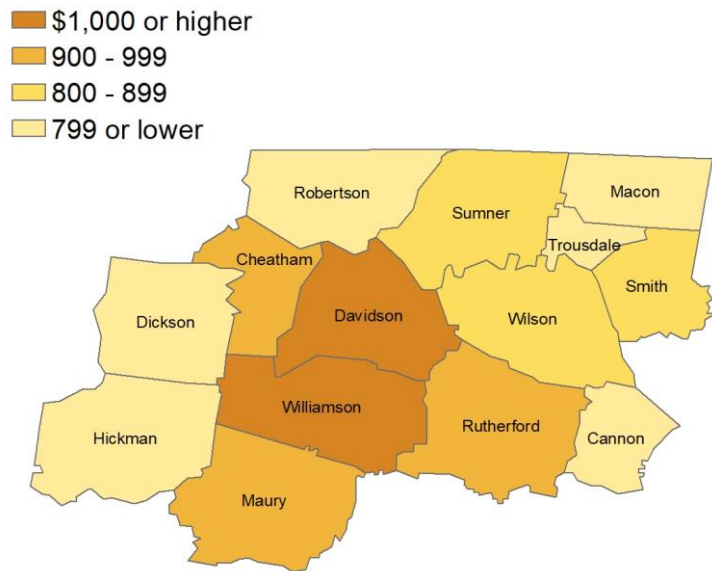 $1,000 or higher
900 - 999
800 - 899
799 or lower
Robertson
Macon
Sumner
Trousdale
Cheatham
Smith
Dickson
Davidson
Wilson
Williamson
Rutherford
Hickman
Cannon
Maury